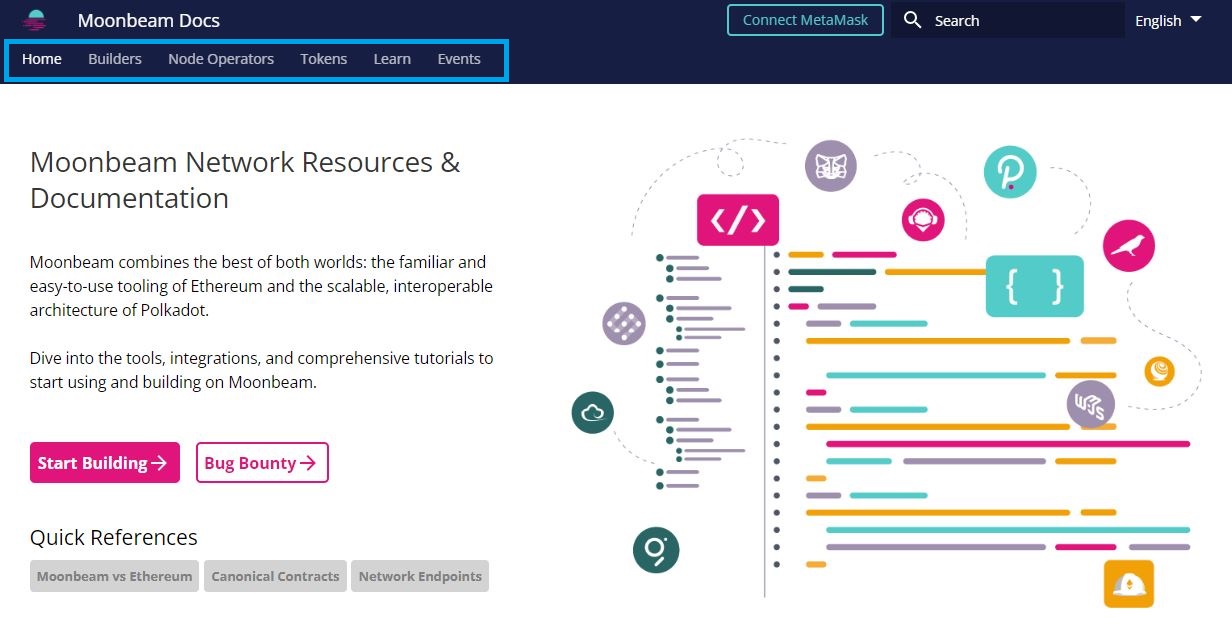 Moonbeam Docs
Connect MetaMask
Search
English
Home Builders Node Operators Tokens Learn Events
Moonbeam Network Resources &
Documentation
Moonbeam combines the best of both worlds: the familiar and
easy-to-use tooling of Ethereum and the scalable, interoperable
architecture of Polkadot.
Dive into the tools, integrations, and comprehensive tutorials to
start using and building on Moonbeam.
Start Building
Bug Bounty
Quick References
Moonbeam vs Ethereum
Canonical Contracts
Network Endpoints
</>
{ }
W3JS